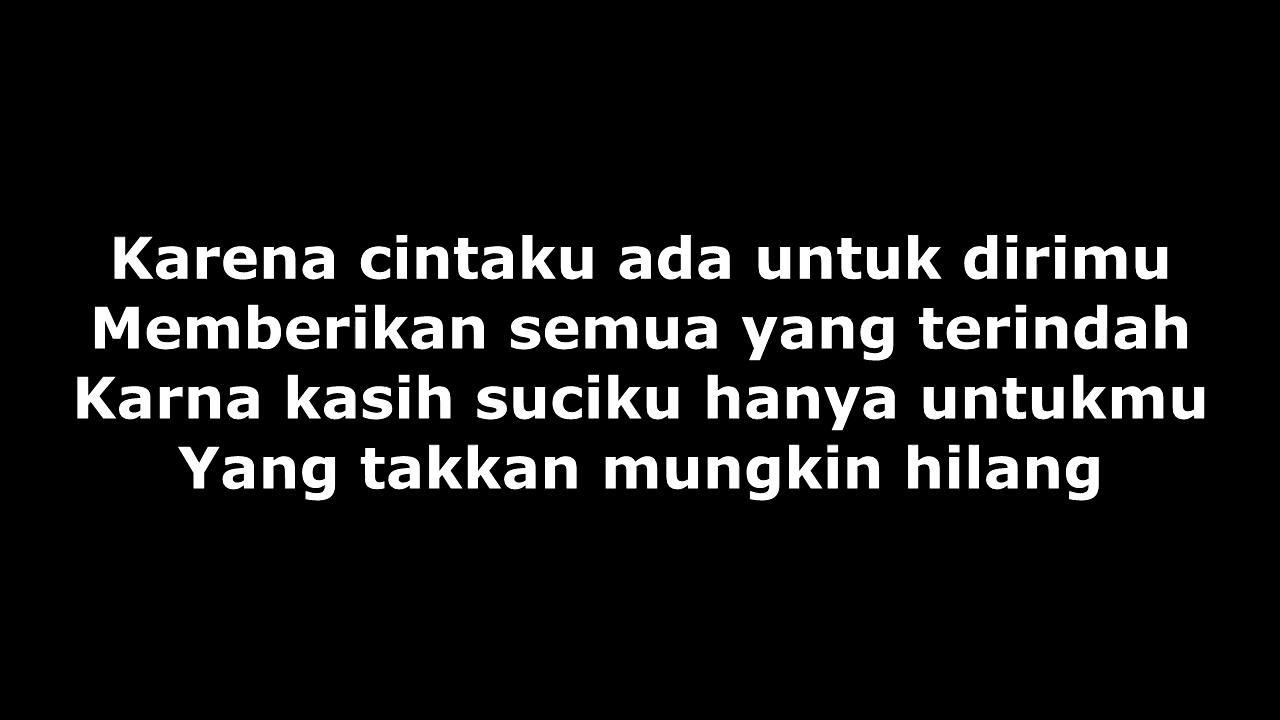 Karena cintaku ada untuk dirimu
Memberikan semua yang terindah
Karna kasih suciku hanya untukmu
Yang takkan mungkin hilang